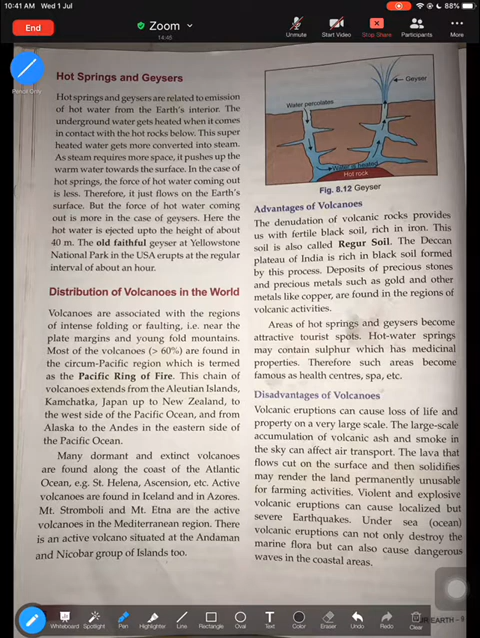 10:41 AM Wed 1 Jul
88%
End
Zoom
14:45
Unmute
Start Video
Stop Share
Participants
More
Pencil Only
Hot Springs and Geysers
Hot springs and geysers are related to emission
of hot water from the Earth's interior. The
underground water gets heated when it comes
in contact with the hot rocks below. This super
heated water gets more converted into steam.
As steam requires more space, it pushes up the
warm water towards the surface. In the case of
hot springs, the force of hot water coming out
is less. Therefore, it just flows on the Earth's
surface. But the force of hot water coming
out is more in the case of geysers. Here the
hot water is ejected upto the height of about
40 m. The old faithful geyser at Yellowstone
National Park in the USA erupts at the regular
interval of about an hour.
Distribution of Volcanoes in the World
Volcanoes are associated with the regions
of intense folding or faulting, i.e. near the
plate margins and young fold mountains.
Most of the volcanoes (> 60%) are found in
the circum-Pacific region which is termed
as the Pacific Ring of Fire. This chain of
volcanoes extends from the Aleutian Islands,
Kamchatka, Japan up to New Zealand, to
the west side of the Pacific Ocean, and from
Alaska to the Andes in the eastern side of
the Pacific Ocean.
Many dormant and extinct volcanoes
are found along the coast of the Atlantic
Ocean, e.g. St. Helena, Ascension, etc. Active
volcanoes are found in Iceland and in Azores.
Mt. Stromboli and Mt. Etna are the active
volcanoes in the Mediterranean region. There
is an active volcano situated at the Andaman
and Nicobar group of Islands too.
Geyser
Water percolates
Water is heated
Hot rock
Fig. 8.12 Geyser
Advantages of Volcanoes
The denudation of volcanic rocks provides
us with fertile black soil, rich in iron. This
soil is also called Regur Soil. The Deccan
plateau of India is rich in black soil formed
by this process. Deposits of precious stones
and precious metals such as gold and other
metals like copper, are found in the regions of
volcanic activities.
Areas of hot springs and geysers become
attractive tourist spots. Hot-water springs
may contain sulphur which has medicinal
properties. Therefore such areas become
famous as health centres, spa, etc.
Disadvantages of Volcanoes
Volcanic eruptions can cause loss of life and
property on a very large scale. The large-scale
accumulation of volcanic ash and smoke in
the sky can affect air transport. The lava that
flows out on the surface and then solidifies
may render the land permanently unusable
for farming activities. Violent and explosive
volcanic eruptions can cause localized but
severe Earthquakes. Under sea (ocean)
volcanic eruptions can not only destroy the
marine flora but can also cause dangerous
waves in the coastal areas.
Whiteboard
Spotlight
Pen
Highlighter
Line
Rectangle
Oval
Text
Color
Eraser
Undo
Redo
Clear
EARTH